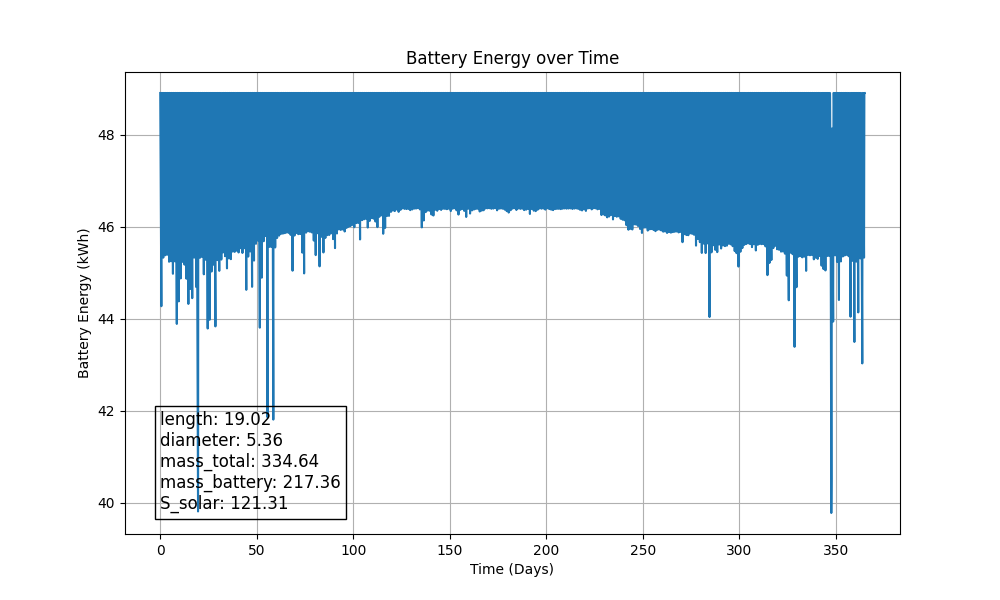 Battery Energy over Time
48
46
44
42
40
Battery Energy (kWh)
length: 19.02
diameter: 5.36
mass_total: 334.64
mass_battery: 217.36
S_solar: 121.31
0 50 100 150 200 250 300 350
Time (Days)